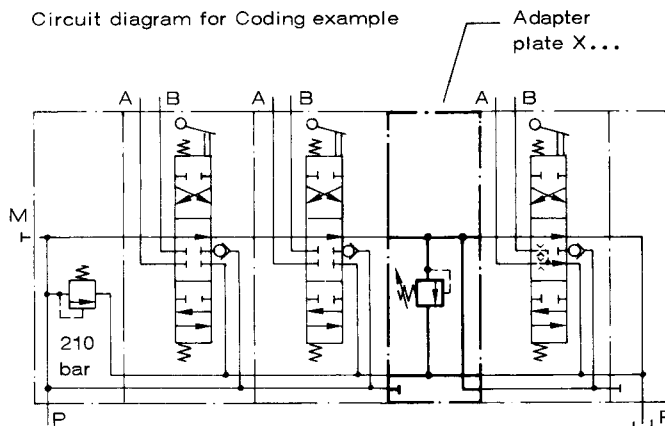 Circuit diagram for Coding example
Adapter
plate X...
A B A B A B
M
210
bar
P R